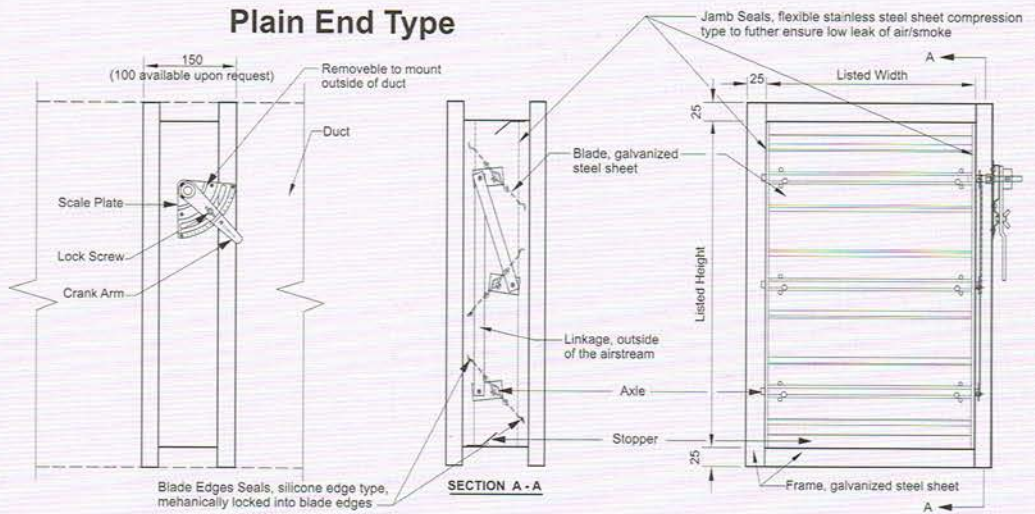 Plain End Type
150
(100 available upon request)
Removeble to mount
outside of duct
Duct
Scale Plate
Lock Screw
Crank Arm
Jamb Seals, flexible stainless steel sheet compression
type to futher ensure low leak of air/smoke
Blade, galvanized
steel sheet
Linkage, outside
of the airstream
Axle
Stopper
Blade Edges Seals, silicone edge type,
mehanically locked into blade edges
SECTION A - A
A
25
Listed Width
25
Listed Height
25
Frame, galvanized steel sheet
A